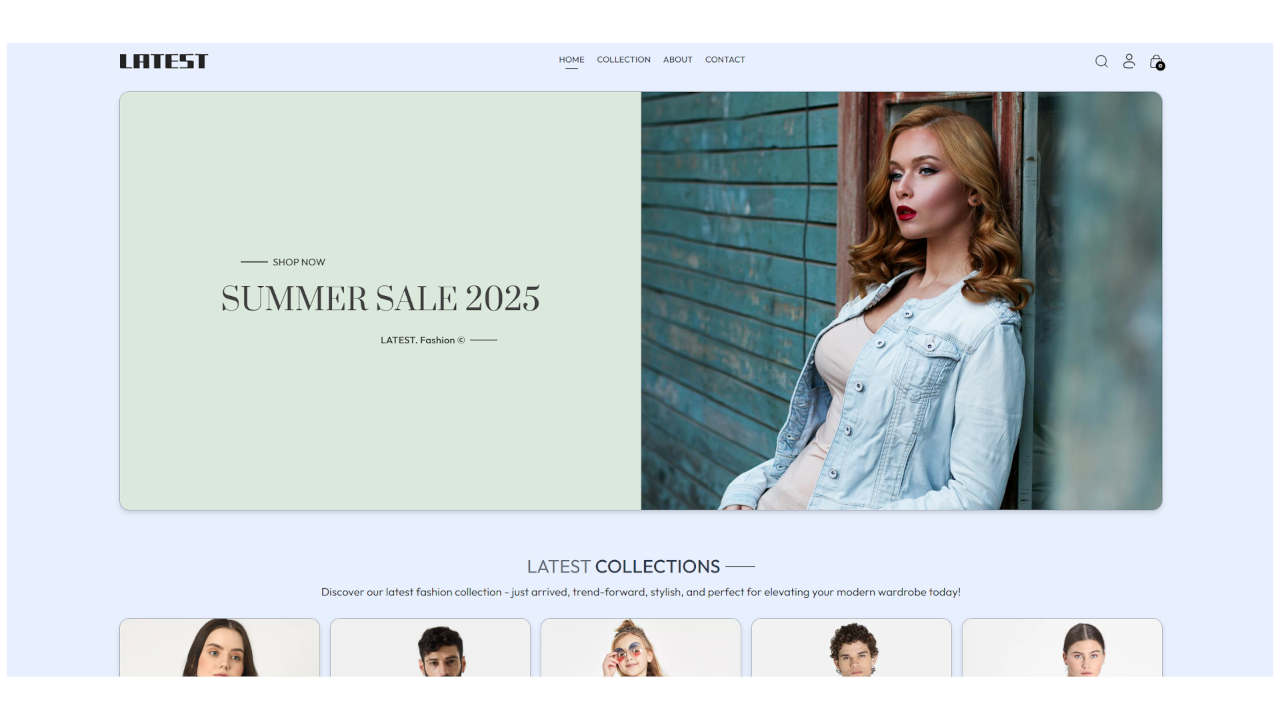 LATEST
HOME COLLECTION ABOUT CONTACT
0
SHOP NOW
SUMMER SALE 2025
LATEST. Fashion ©
LATEST COLLECTIONS
Discover our latest fashion collection - just arrived, trend-forward, stylish, and perfect for elevating your modern wardrobe today!